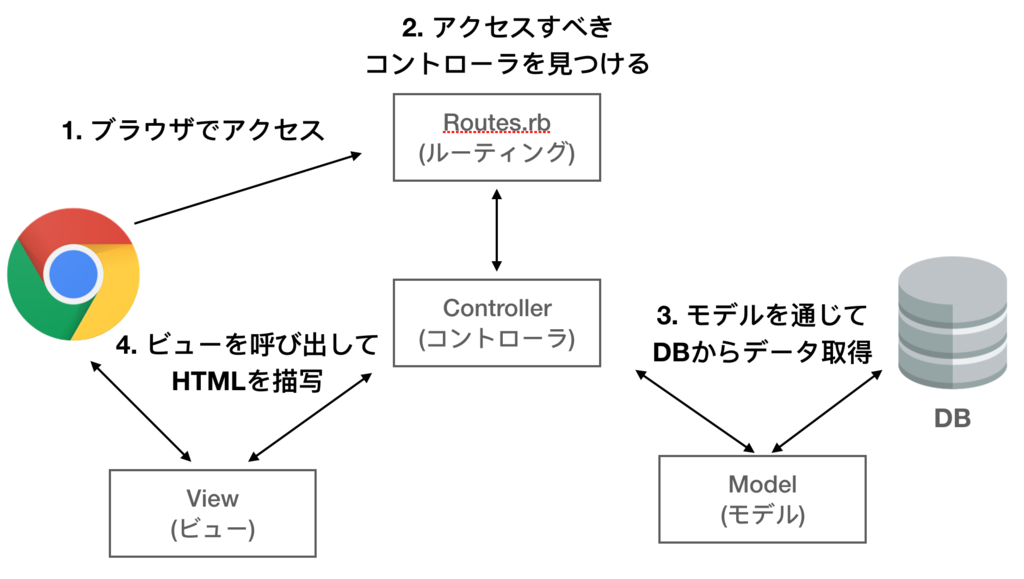 2. アクセスすべき
コントローラを見つける
1. ブラウザでアクセス
Routes.rb
(ルーティング)
Controller
(コントローラ)
3. モデルを通じて
DBからデータ取得
4. ビューを呼び出して
HTMLを描写
DB
View
(ビュー)
Model
(モデル)